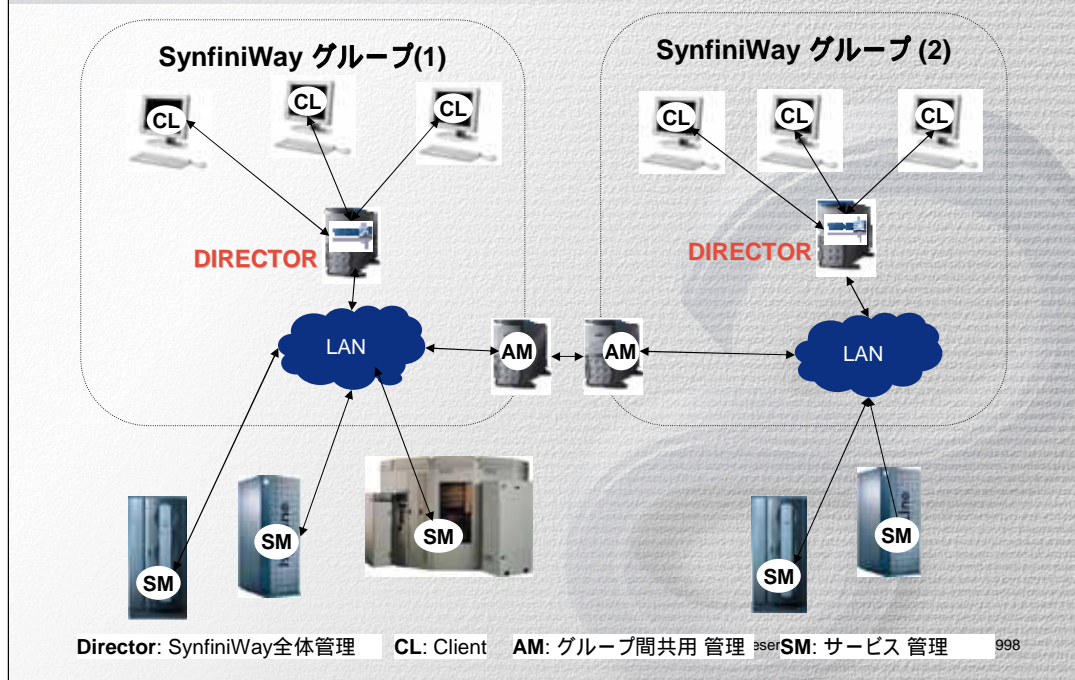 SynfiniWay グループ(1)
SynfiniWay グループ (2)
CL
CL
CL
CL
CL
CL
DIRECTOR
DIRECTOR
LAN
AM
AM
LAN
SM
SM
SM
SM
SM
Director: SynfiniWay全体管理 CL: Client AM: グループ間共用 管理 SM: サービス 管理 998